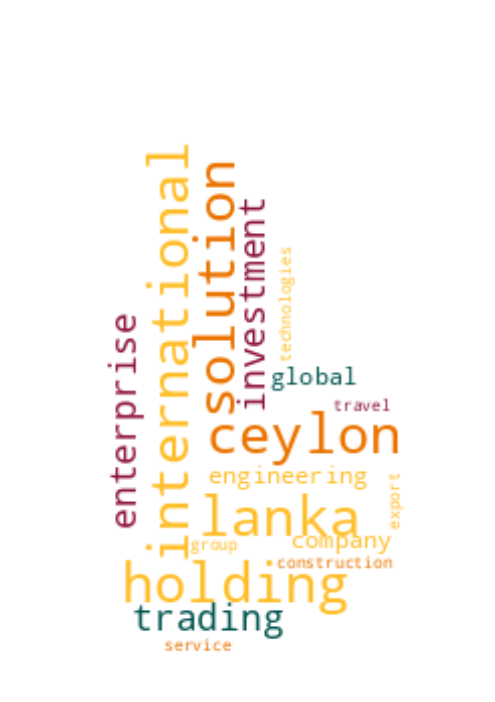 international
solution
investment
enterprise
technologies
global
travel
ceylon
engineering
export
lanka
company
group
construction
holding
trading
service